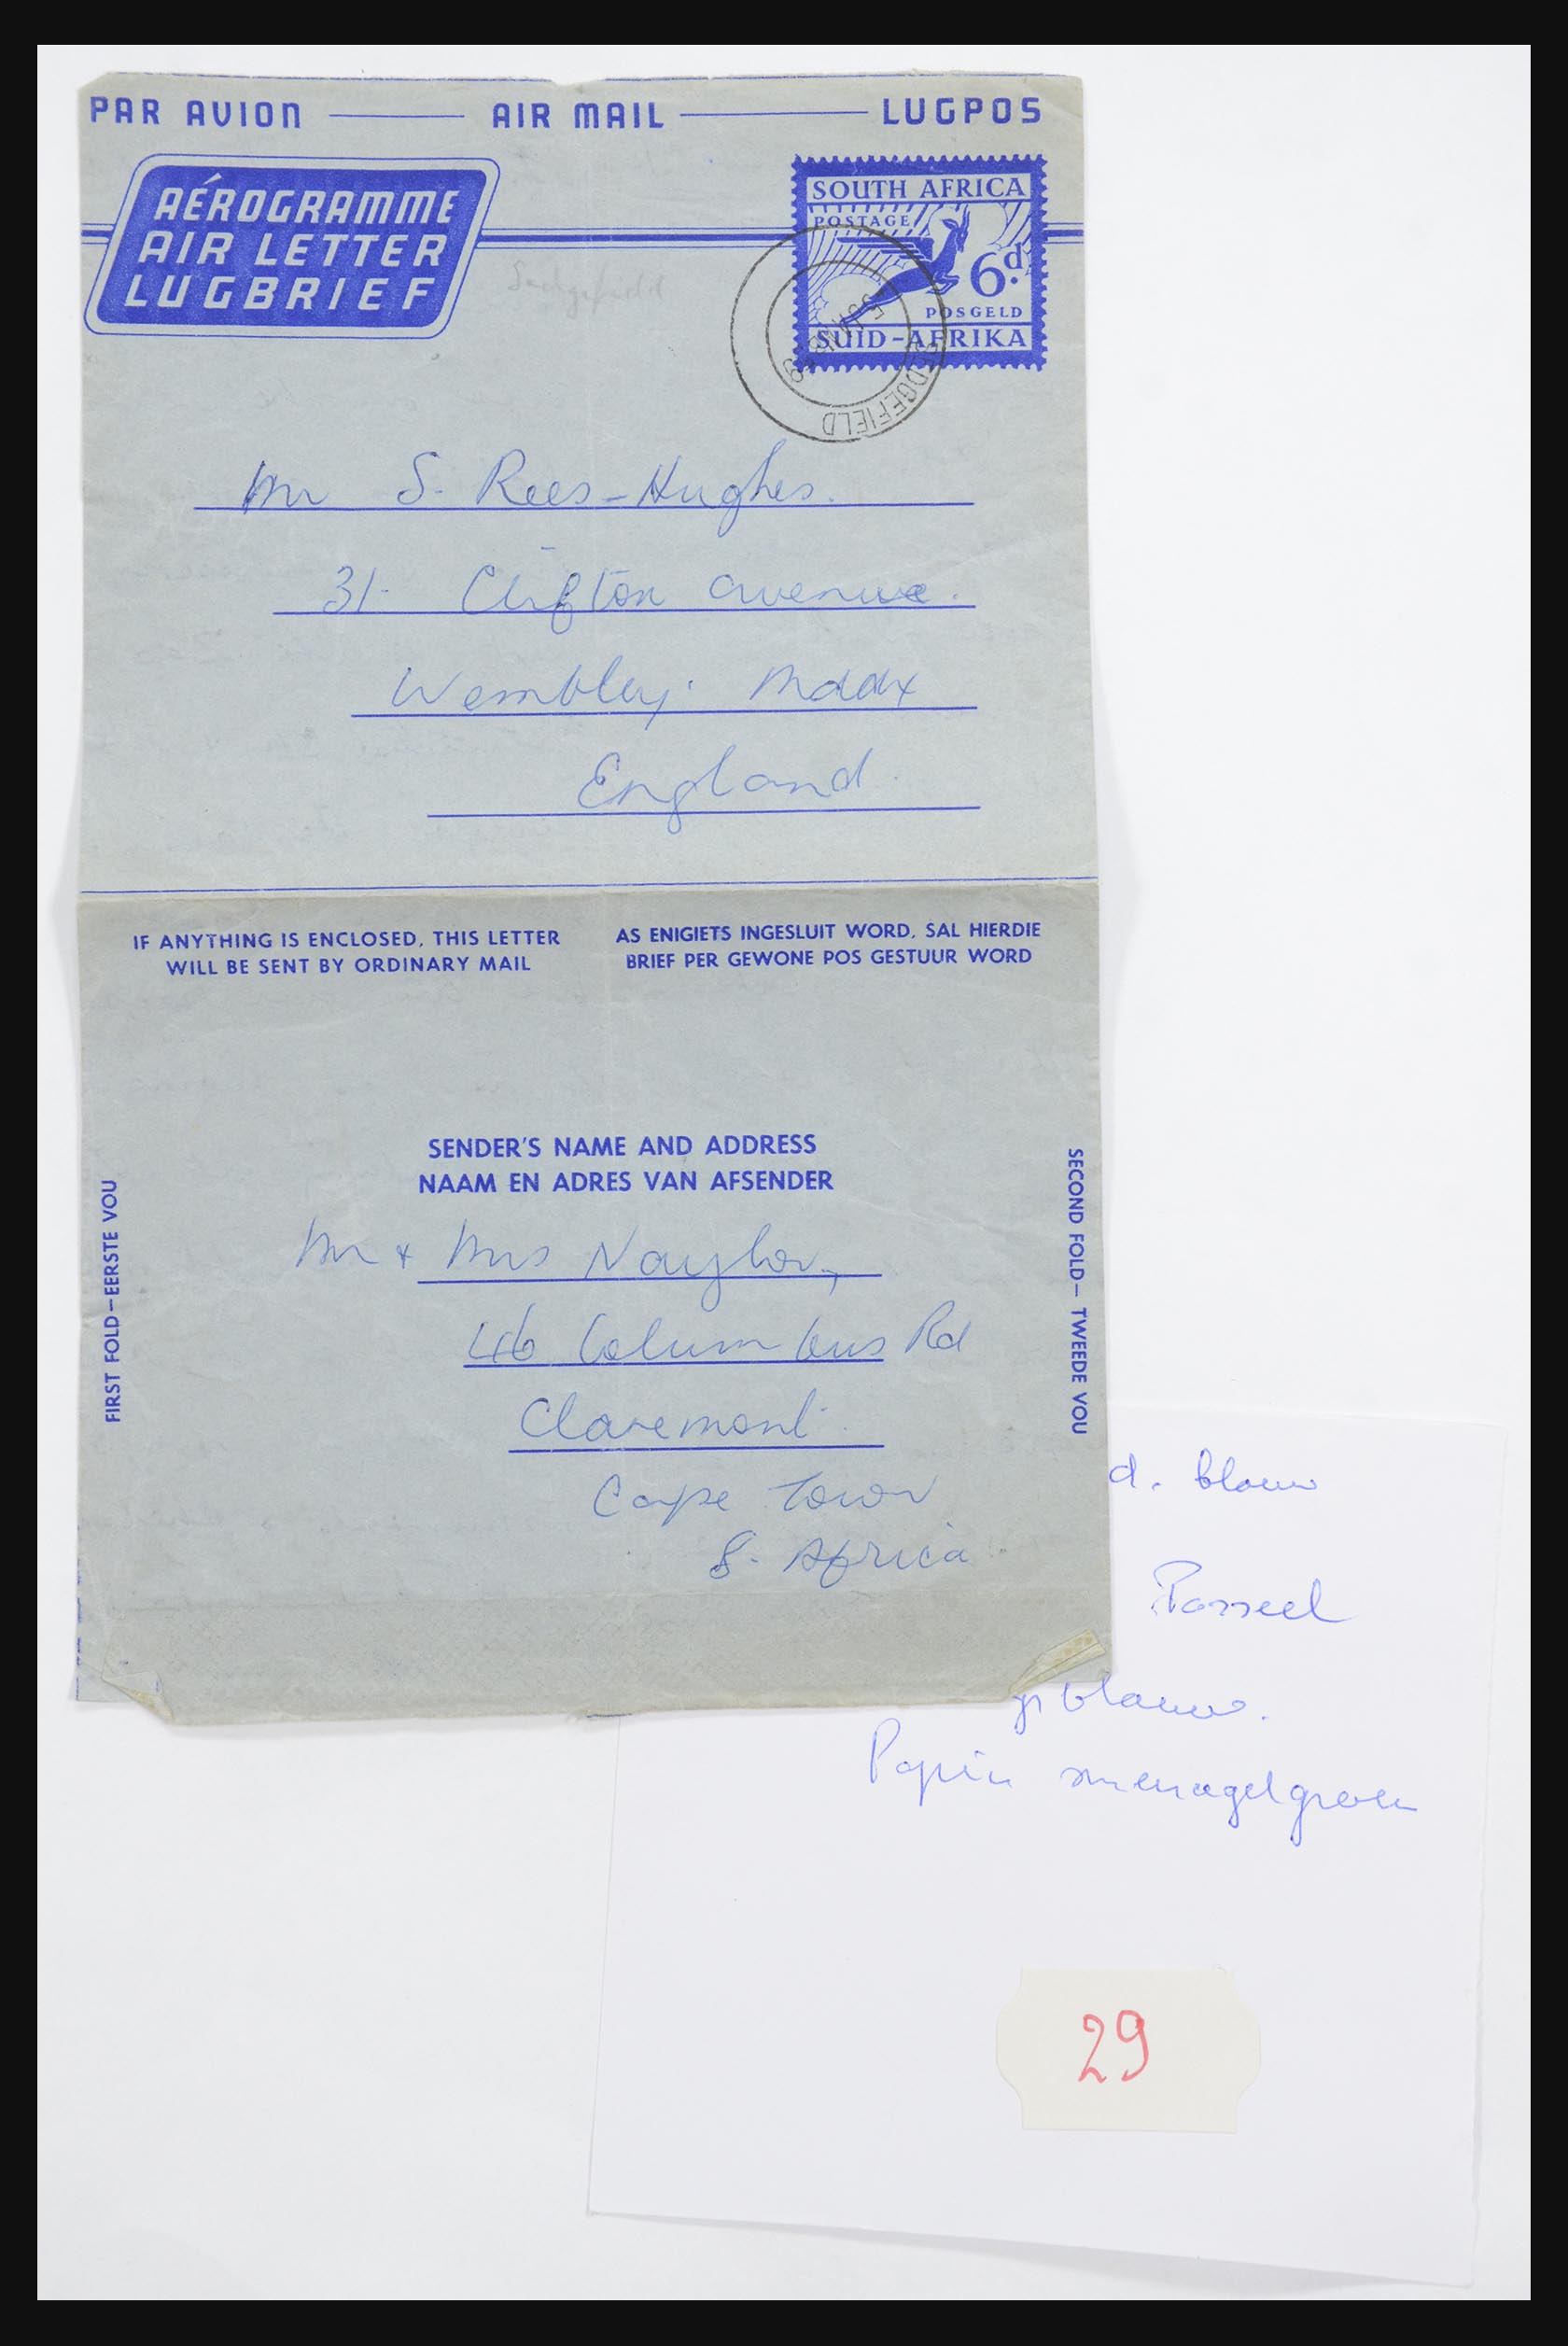 PAR AVION AIR MAIL LUGPOS
AÉROGRAMME
AIR LETTER
LUGBRIEF
SOUTH AFRICA
POSTAGE
6d.
POSGELD
SUID-AFRIKA
SEDGEFIELD
Sedgefield
Mr S. Rees-Hughes.
31. Clifton avenue.
Wembley. Mddx
England.
IF ANYTHING IS ENCLOSED, THIS LETTER
WILL BE SENT BY ORDINARY MAIL
AS ENIGIETS INGESLUIT WORD, SAL HIERDIE
BRIEF PER GEWONE POS GESTUUR WORD
SENDER'S NAME AND ADDRESS
NAAM EN ADRES VAN AFSENDER
Mr + Mrs Naylor,
46 Columbus Rd
Claremont.
Cape Town
S. Africa.
FIRST FOLD—EERSTE VOU
SECOND FOLD— TWEEDE VOU
d. blauw
blauw.
29